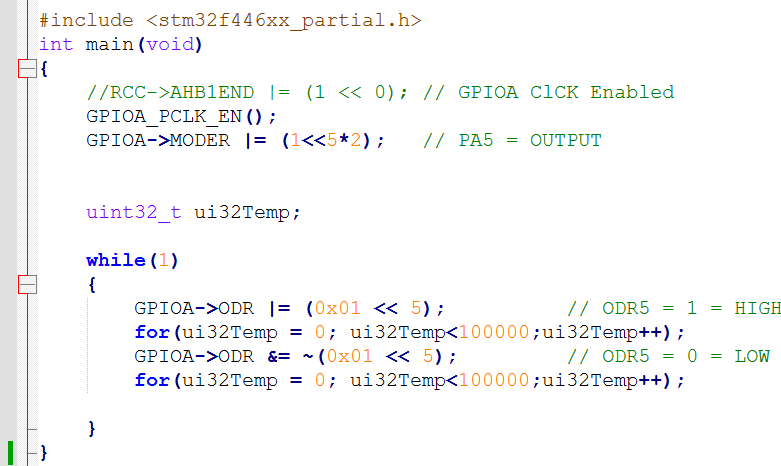 #include <stm32f446xx_partial.h>
int main(void)
{
//RCC->AHB1END |= (1 << 0); // GPIOA ClCK Enabled
GPIOA_PCLK_EN();
GPIOA->MODER |= (1<<5*2);   // PA5 = OUTPUT
uint32_t ui32Temp;
while(1)
{
GPIOA->ODR |= (0x01 << 5);          // ODR5 = 1 = HIGH
for(ui32Temp = 0; ui32Temp<100000;ui32Temp++);
GPIOA->ODR &= ~(0x01 << 5);         // ODR5 = 0 = LOW
for(ui32Temp = 0; ui32Temp<100000;ui32Temp++);
}
}